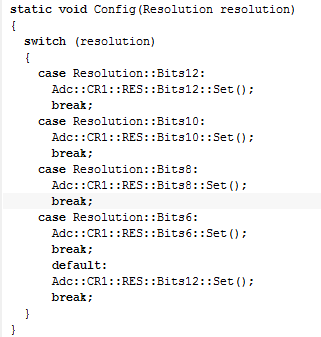 static void Config(Resolution resolution)
{
  switch (resolution)
  {
    case Resolution::Bits12:
      Adc::CR1::RES::Bits12::Set();
      break;
    case Resolution::Bits10:
      Adc::CR1::RES::Bits10::Set();
      break;
    case Resolution::Bits8:
      Adc::CR1::RES::Bits8::Set();
      break;
    case Resolution::Bits6:
      Adc::CR1::RES::Bits6::Set();
      break;
      default:
      Adc::CR1::RES::Bits12::Set();
      break;
  }
}